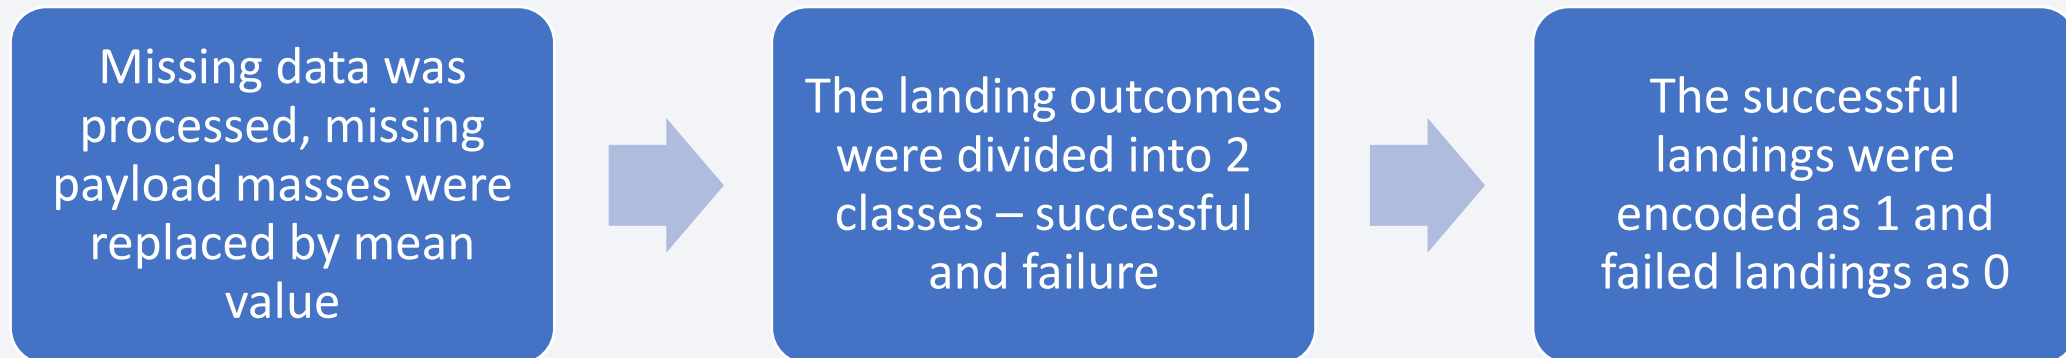 Missing data was
processed, missing
payload masses were
replaced by mean
value
The landing outcomes
were divided into 2
classes – successful
and failure
The successful
landings were
encoded as 1 and
failed landings as 0